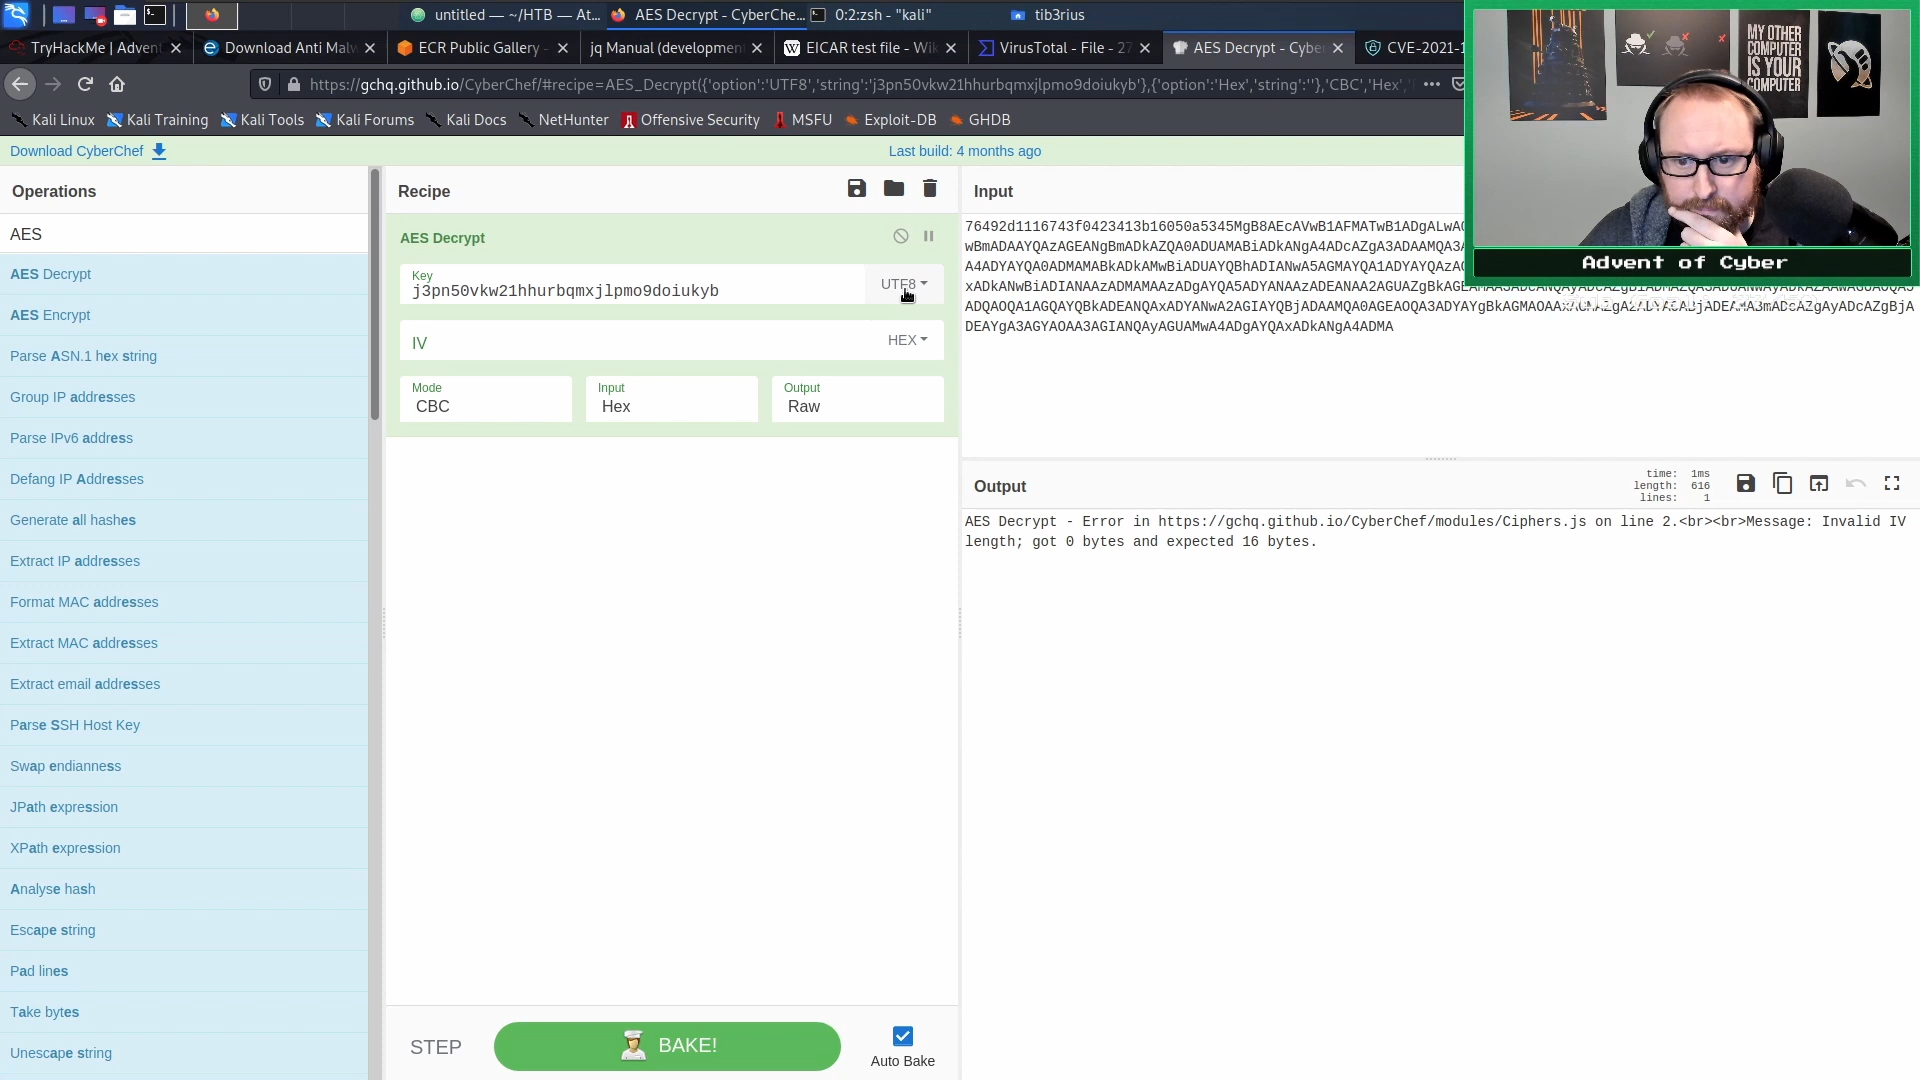 untitled — ~/HTB — At...
AES Decrypt - CyberChe...
0:2:zsh - "kali"
tib3rius
TryHackMe | Advent
Download Anti Malw
ECR Public Gallery -
jq Manual (developmen
EICAR test file - Wik
VirusTotal - File - 27
AES Decrypt - Cyber
CVE-2021-1
https://gchq.github.io/CyberChef/#recipe=AES_Decrypt({'option':'UTF8','string':'j3pn50vkw21hhurbqmxjlpmo9doiukyb'},{'option':'Hex','string':''},'CBC','Hex','
Kali Linux
Kali Training
Kali Tools
Kali Forums
Kali Docs
NetHunter
Offensive Security
MSFU
Exploit-DB
GHDB
MY OTHER
COMPUTER
IS YOUR
COMPUTER
Advent of Cyber
Download CyberChef
Last build: 4 months ago
Operations
AES
AES Decrypt
AES Encrypt
Parse ASN.1 hex string
Group IP addresses
Parse IPv6 address
Defang IP Addresses
Generate all hashes
Extract IP addresses
Format MAC addresses
Extract MAC addresses
Extract email addresses
Parse SSH Host Key
Swap endianness
JPath expression
XPath expression
Analyse hash
Escape string
Pad lines
Take bytes
Unescape string
Recipe
AES Decrypt
Key
j3pn50vkw21hhurbqmxjlpmo9doiukyb
UTF8
IV
HEX
Mode
CBC
Input
Hex
Output
Raw
STEP
BAKE!
Auto Bake
Input
76492d1116743f0423413b16050a5345MgB8AEcAVwB1AFMATwB1ADgALwA
wBmADAAYQAzAGEANgBmADkAZQA0ADUAMABiADkANgA4ADcAZgA3ADAAMQA3A
A4ADYAYQA0ADMAMABkADkAMwBiADUAYQBhADIANwA5AGMAYQA1ADYAYQAzA
DEAYgA3AGYAOAA3AGIANQAyAGUAMwA4ADgAYQAxADkANgA4ADMA
Output
time: 1ms
length: 616
lines: 1
AES Decrypt - Error in https://gchq.github.io/CyberChef/modules/Ciphers.js on line 2.<br><br>Message: Invalid IV
length; got 0 bytes and expected 16 bytes.